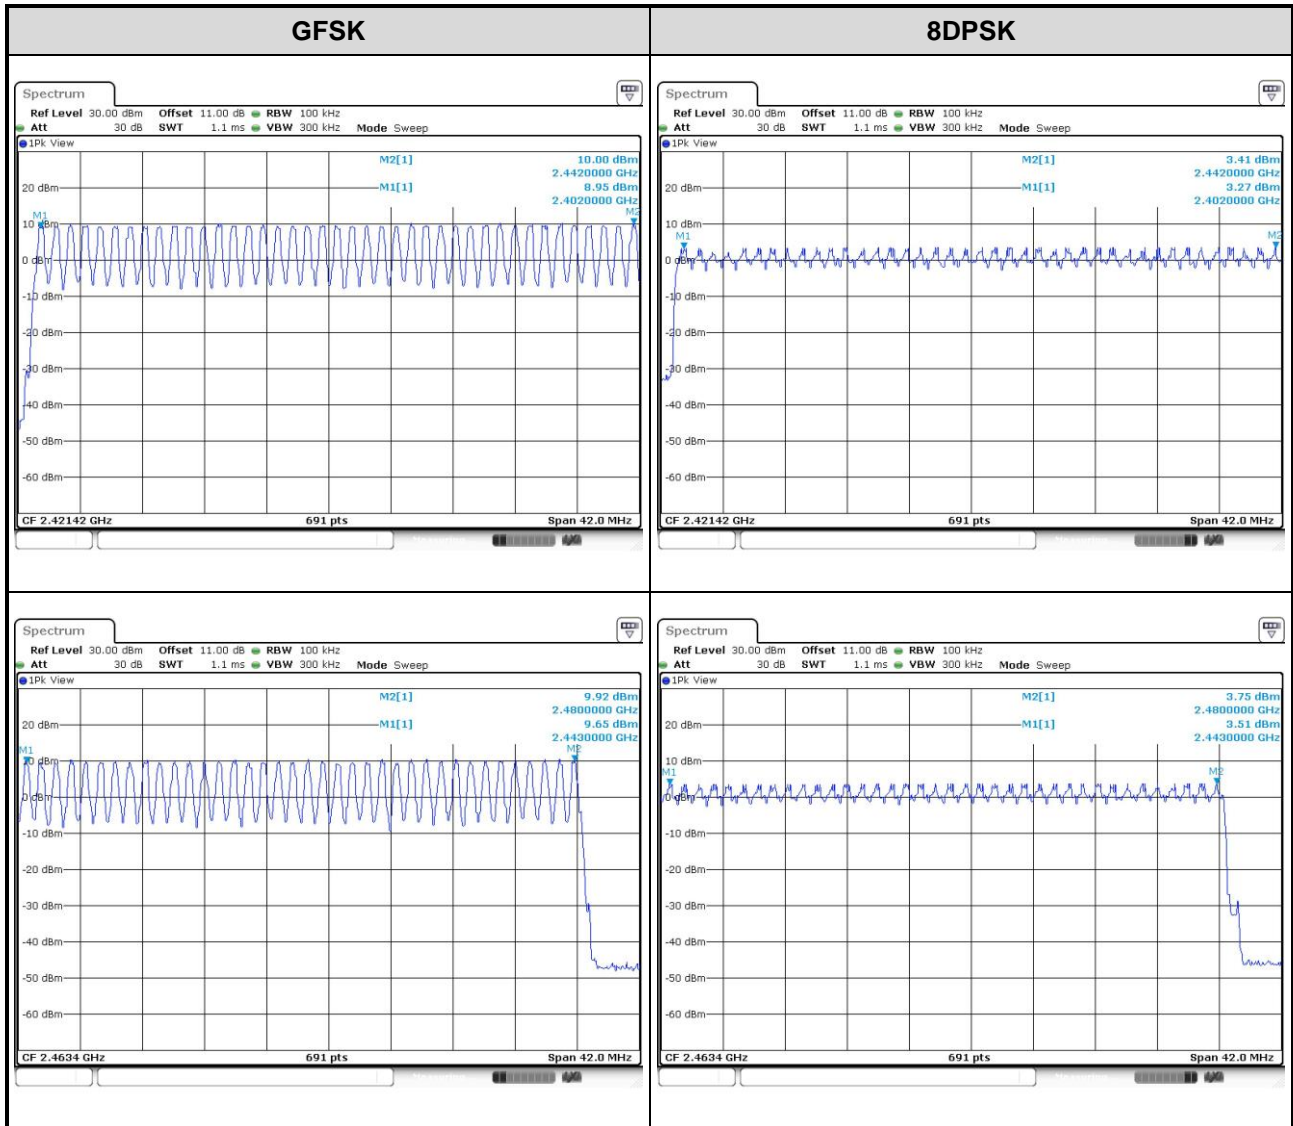 GFSK
8DPSK
Spectrum
Ref Level 30.00 dBm Offset 11.00 dB RBW 100 kHz
Att 30 dB SWT 1.1 ms VBW 300 kHz Mode Sweep
1Pk View
M2[1] 10.00 dBm
2.4420000 GHz
M1[1] 8.95 dBm
2.4020000 GHz
M1
M2
20 dBm
10 dBm
0 dBm
-10 dBm
-20 dBm
-30 dBm
-40 dBm
-50 dBm
-60 dBm
CF 2.42142 GHz 691 pts Span 42.0 MHz
Spectrum
Ref Level 30.00 dBm Offset 11.00 dB RBW 100 kHz
Att 30 dB SWT 1.1 ms VBW 300 kHz Mode Sweep
1Pk View
M2[1] 3.41 dBm
2.4420000 GHz
M1[1] 3.27 dBm
2.4020000 GHz
20 dBm
10 dBm
M1
M2
0 dBm
-10 dBm
-20 dBm
-30 dBm
-40 dBm
-50 dBm
-60 dBm
CF 2.42142 GHz 691 pts Span 42.0 MHz
Spectrum
Ref Level 30.00 dBm Offset 11.00 dB RBW 100 kHz
Att 30 dB SWT 1.1 ms VBW 300 kHz Mode Sweep
1Pk View
M2[1] 9.92 dBm
2.4800000 GHz
M1[1] 9.65 dBm
2.4430000 GHz
20 dBm
M1
M2
10 dBm
0 dBm
-10 dBm
-20 dBm
-30 dBm
-40 dBm
-50 dBm
-60 dBm
CF 2.4634 GHz 691 pts Span 42.0 MHz
Spectrum
Ref Level 30.00 dBm Offset 11.00 dB RBW 100 kHz
Att 30 dB SWT 1.1 ms VBW 300 kHz Mode Sweep
1Pk View
M2[1] 3.75 dBm
2.4800000 GHz
M1[1] 3.51 dBm
2.4430000 GHz
20 dBm
10 dBm
M1
M2
0 dBm
-10 dBm
-20 dBm
-30 dBm
-40 dBm
-50 dBm
-60 dBm
CF 2.4634 GHz 691 pts Span 42.0 MHz